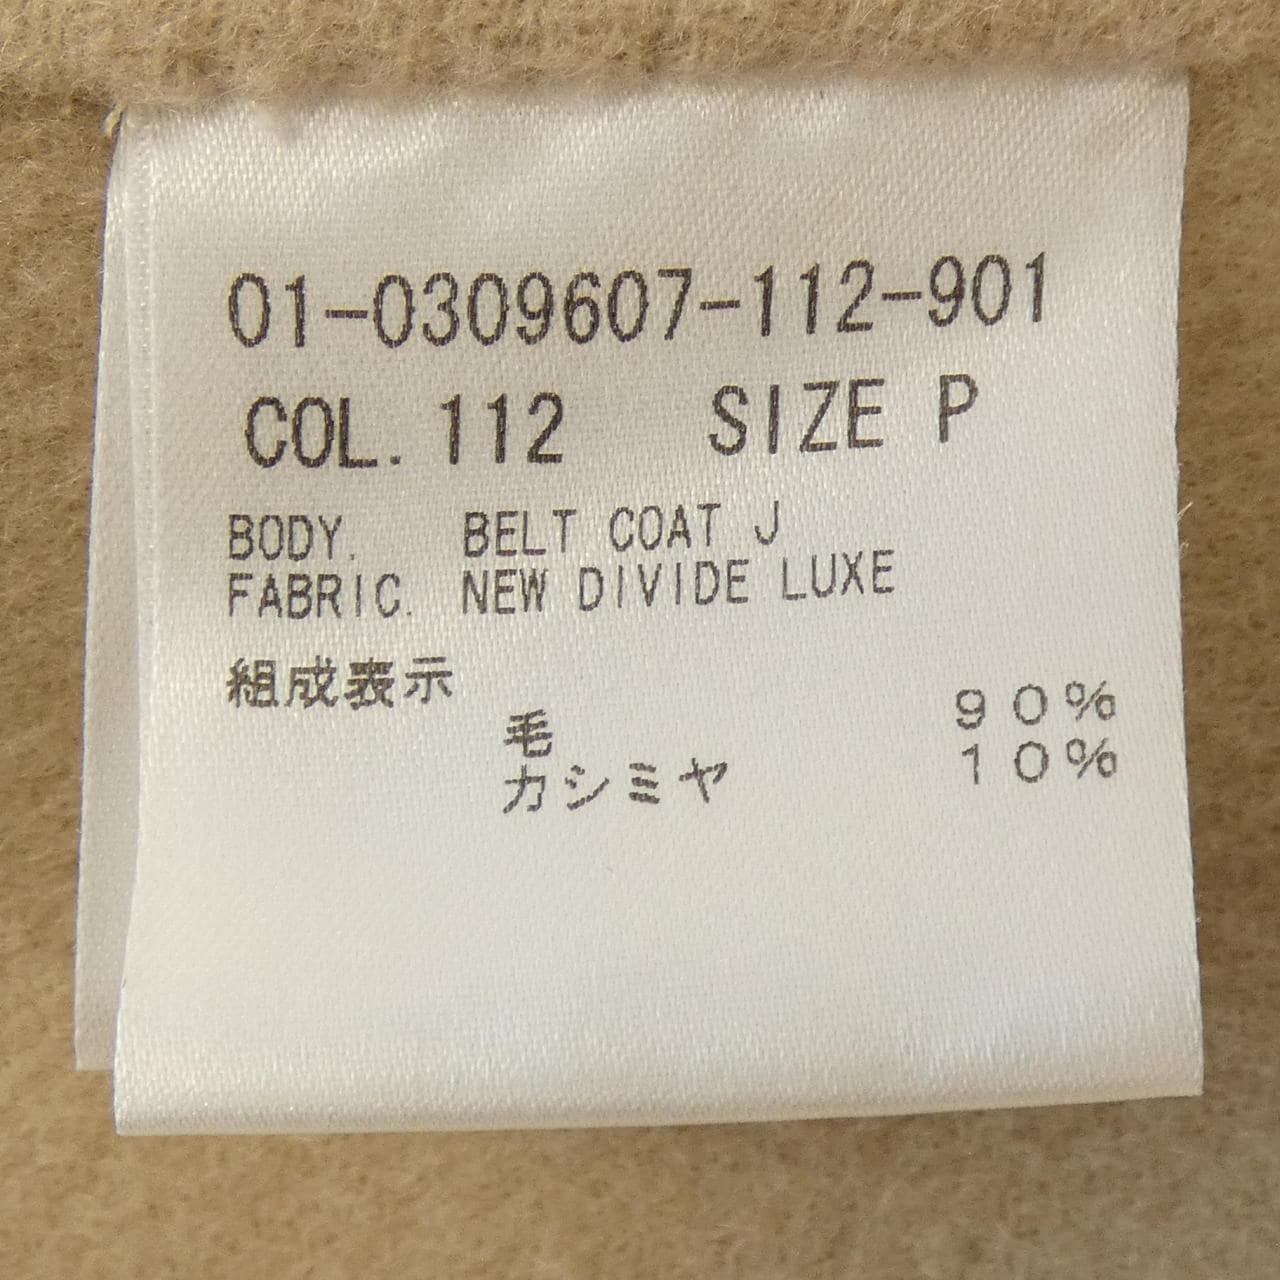 01-0309607-112-901
COL. 112 SIZE P
BODY. BELT COAT J
FABRIC. NEW DIVIDE LUXE
組成表示
毛 90%
カシミヤ 10%